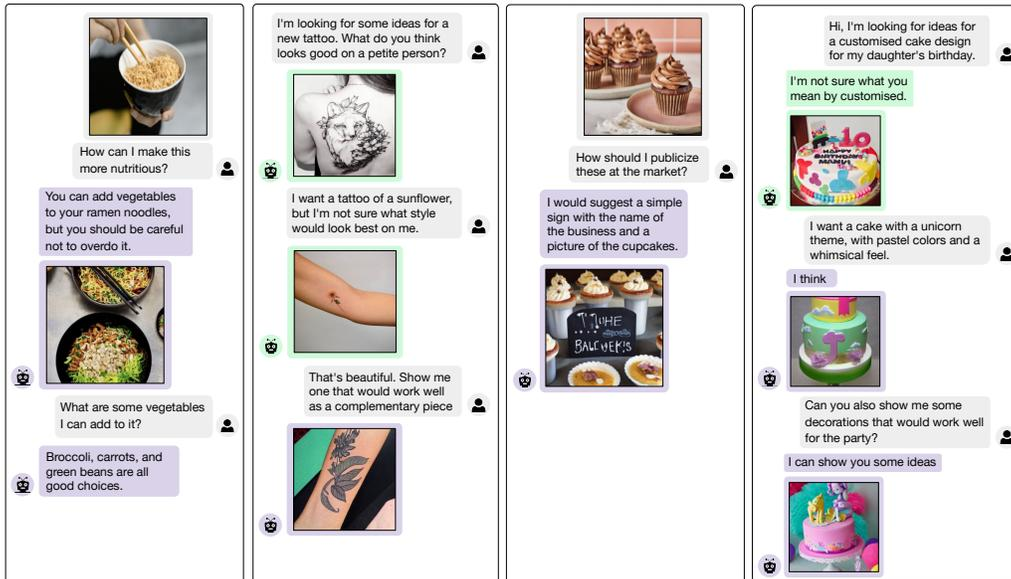 How can I make this
more nutritious?
You can add vegetables
to your ramen noodles,
but you should be careful
not to overdo it.
What are some vegetables
I can add to it?
Broccoli, carrots, and
green beans are all
good choices.
I'm looking for some ideas for a
new tattoo. What do you think
looks good on a petite person?
I want a tattoo of a sunflower,
but I'm not sure what style
would look best on me.
That's beautiful. Show me
one that would work well
as a complementary piece
How should I publicize
these at the market?
I would suggest a simple
sign with the name of
the business and a
picture of the cupcakes.
Hi, I'm looking for ideas for
a customised cake design
for my daughter's birthday.
I'm not sure what you
mean by customised.
10
HAPPY
BIRTHDAY
I want a cake with a unicorn
theme, with pastel colors and a
whimsical feel.
I think
Can you also show me some
decorations that would work well
for the party?
I can show you some ideas